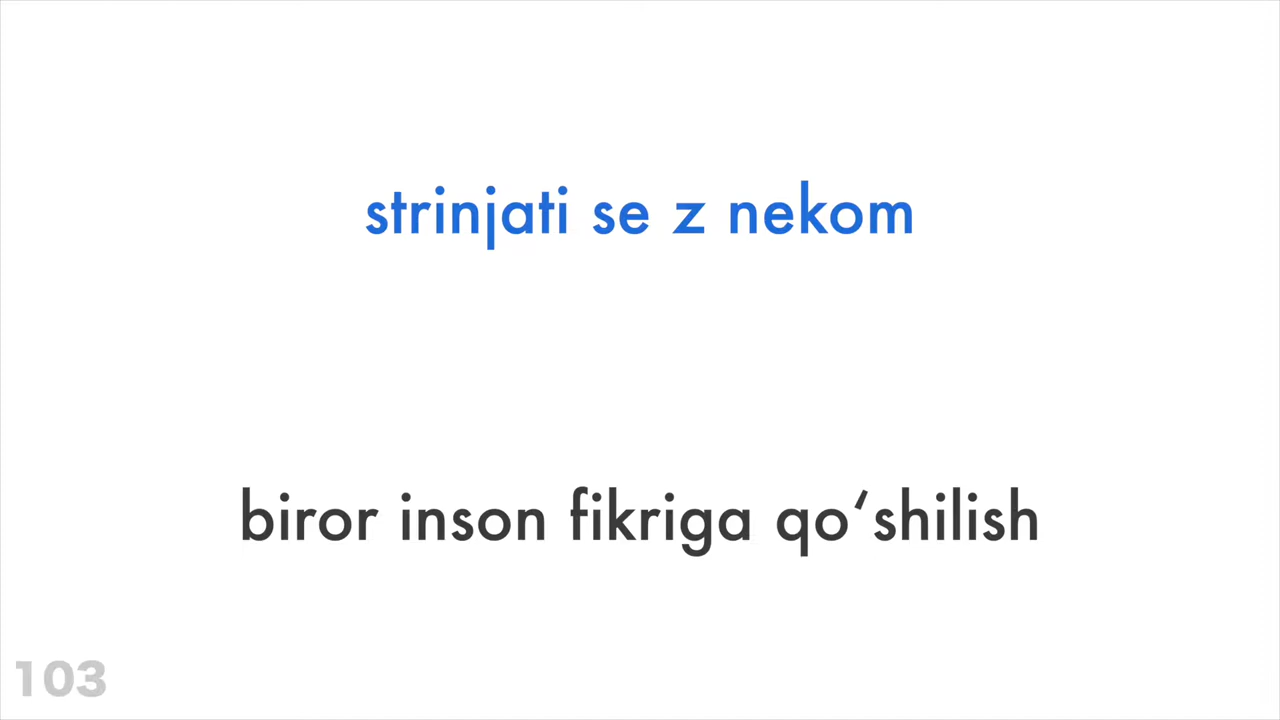 strinjati se z nekom
biror inson fikriga qo‘shilish
103